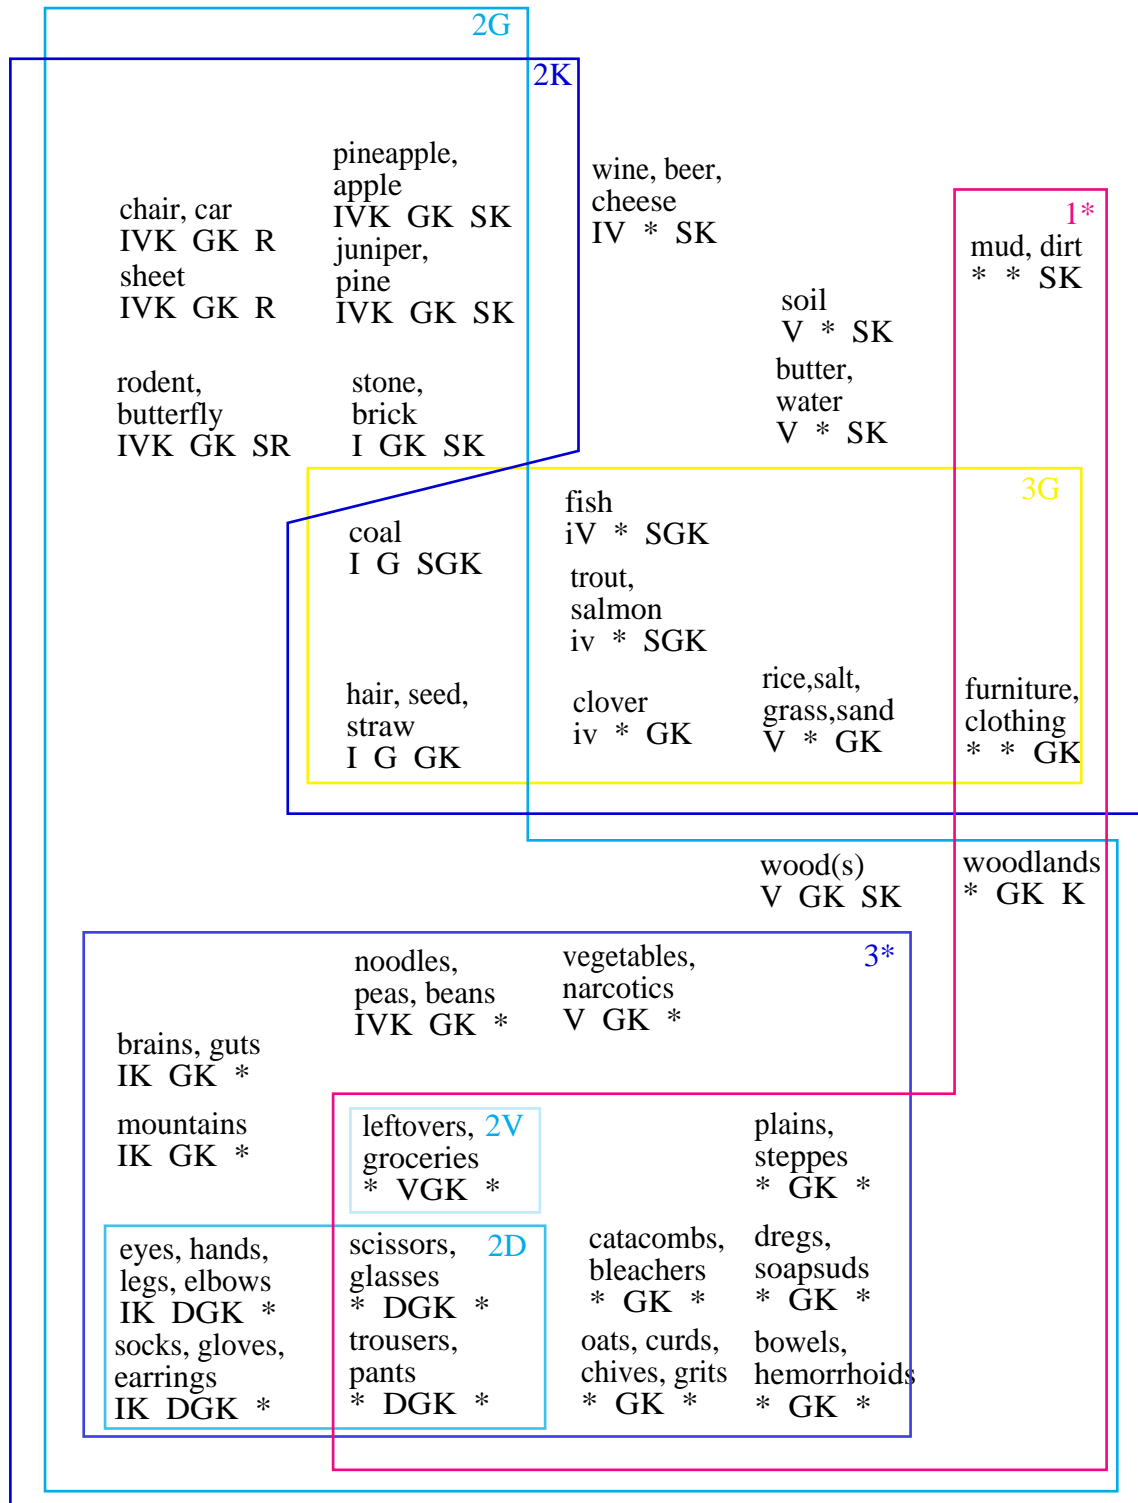 2G
2K
pineapple,
apple
IVK GK SK
wine, beer,
cheese
IV * SK
chair, car
IVK GK R
1*
juniper,
pine
IVK GK SK
mud, dirt
* * SK
sheet
IVK GK R
soil
V * SK
rodent,
butterfly
IVK GK SR
stone,
brick
I GK SK
butter,
water
V * SK
3G
coal
I G SGK
fish
iV * SGK
trout,
salmon
iv * SGK
hair, seed,
straw
I G GK
clover
iv * GK
rice,salt,
grass,sand
V * GK
furniture,
clothing
* * GK
wood(s)
V GK SK
woodlands
* GK K
3*
noodles,
peas, beans
IVK GK *
vegetables,
narcotics
V GK *
brains, guts
IK GK *
mountains
IK GK *
leftovers, 2V
groceries
* VGK *
plains,
steppes
* GK *
eyes, hands,
legs, elbows
IK DGK *
scissors, 2D
glasses
* DGK *
catacombs,
bleachers
* GK *
dregs,
soapsuds
* GK *
socks, gloves,
earrings
IK DGK *
trousers,
pants
* DGK *
oats, curds,
chives, grits
* GK *
bowels,
hemorrhoids
* GK *